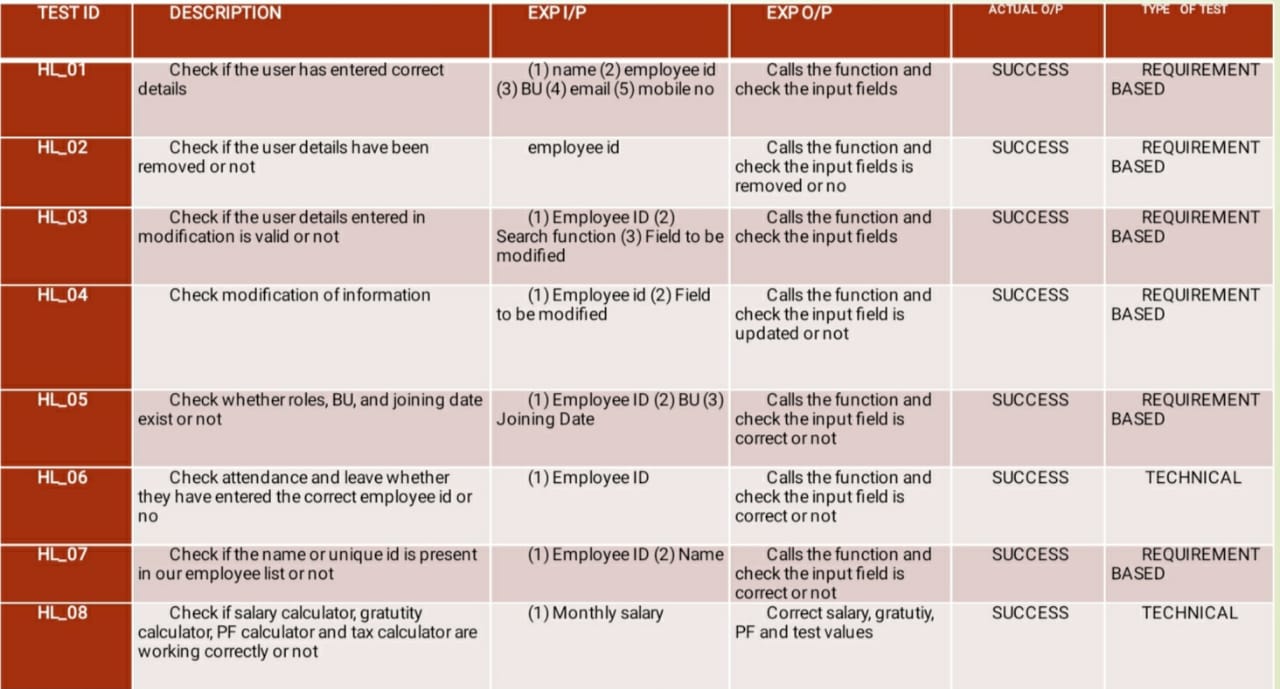 TEST ID DESCRIPTION EXP I/P EXP O/P ACTUAL O/P TYPE OF TEST
HL_01
Check if the user has entered correct
details
(1) name (2) employee id
(3) BU (4) email (5) mobile no
Calls the function and
check the input fields
SUCCESS
REQUIREMENT
BASED
HL_02
Check if the user details have been
removed or not
employee id
Calls the function and
check the input fields is
removed or no
SUCCESS
REQUIREMENT
BASED
HL_03
Check if the user details entered in
modification is valid or not
(1) Employee ID (2)
Search function (3) Field to be
modified
Calls the function and
check the input fields
SUCCESS
REQUIREMENT
BASED
HL_04
Check modification of information
(1) Employee id (2) Field
to be modified
Calls the function and
check the input field is
updated or not
SUCCESS
REQUIREMENT
BASED
HL_05
Check whether roles, BU, and joining date
exist or not
(1) Employee ID (2) BU (3)
Joining Date
Calls the function and
check the input field is
correct or not
SUCCESS
REQUIREMENT
BASED
HL_06
Check attendance and leave whether
they have entered the correct employee id or
no
(1) Employee ID
Calls the function and
check the input field is
correct or not
SUCCESS
TECHNICAL
HL_07
Check if the name or unique id is present
in our employee list or not
(1) Employee ID (2) Name
Calls the function and
check the input field is
correct or not
SUCCESS
REQUIREMENT
BASED
HL_08
Check if salary calculator, gratutity
calculator, PF calculator and tax calculator are
working correctly or not
(1) Monthly salary
Correct salary, gratutiy,
PF and test values
SUCCESS
TECHNICAL